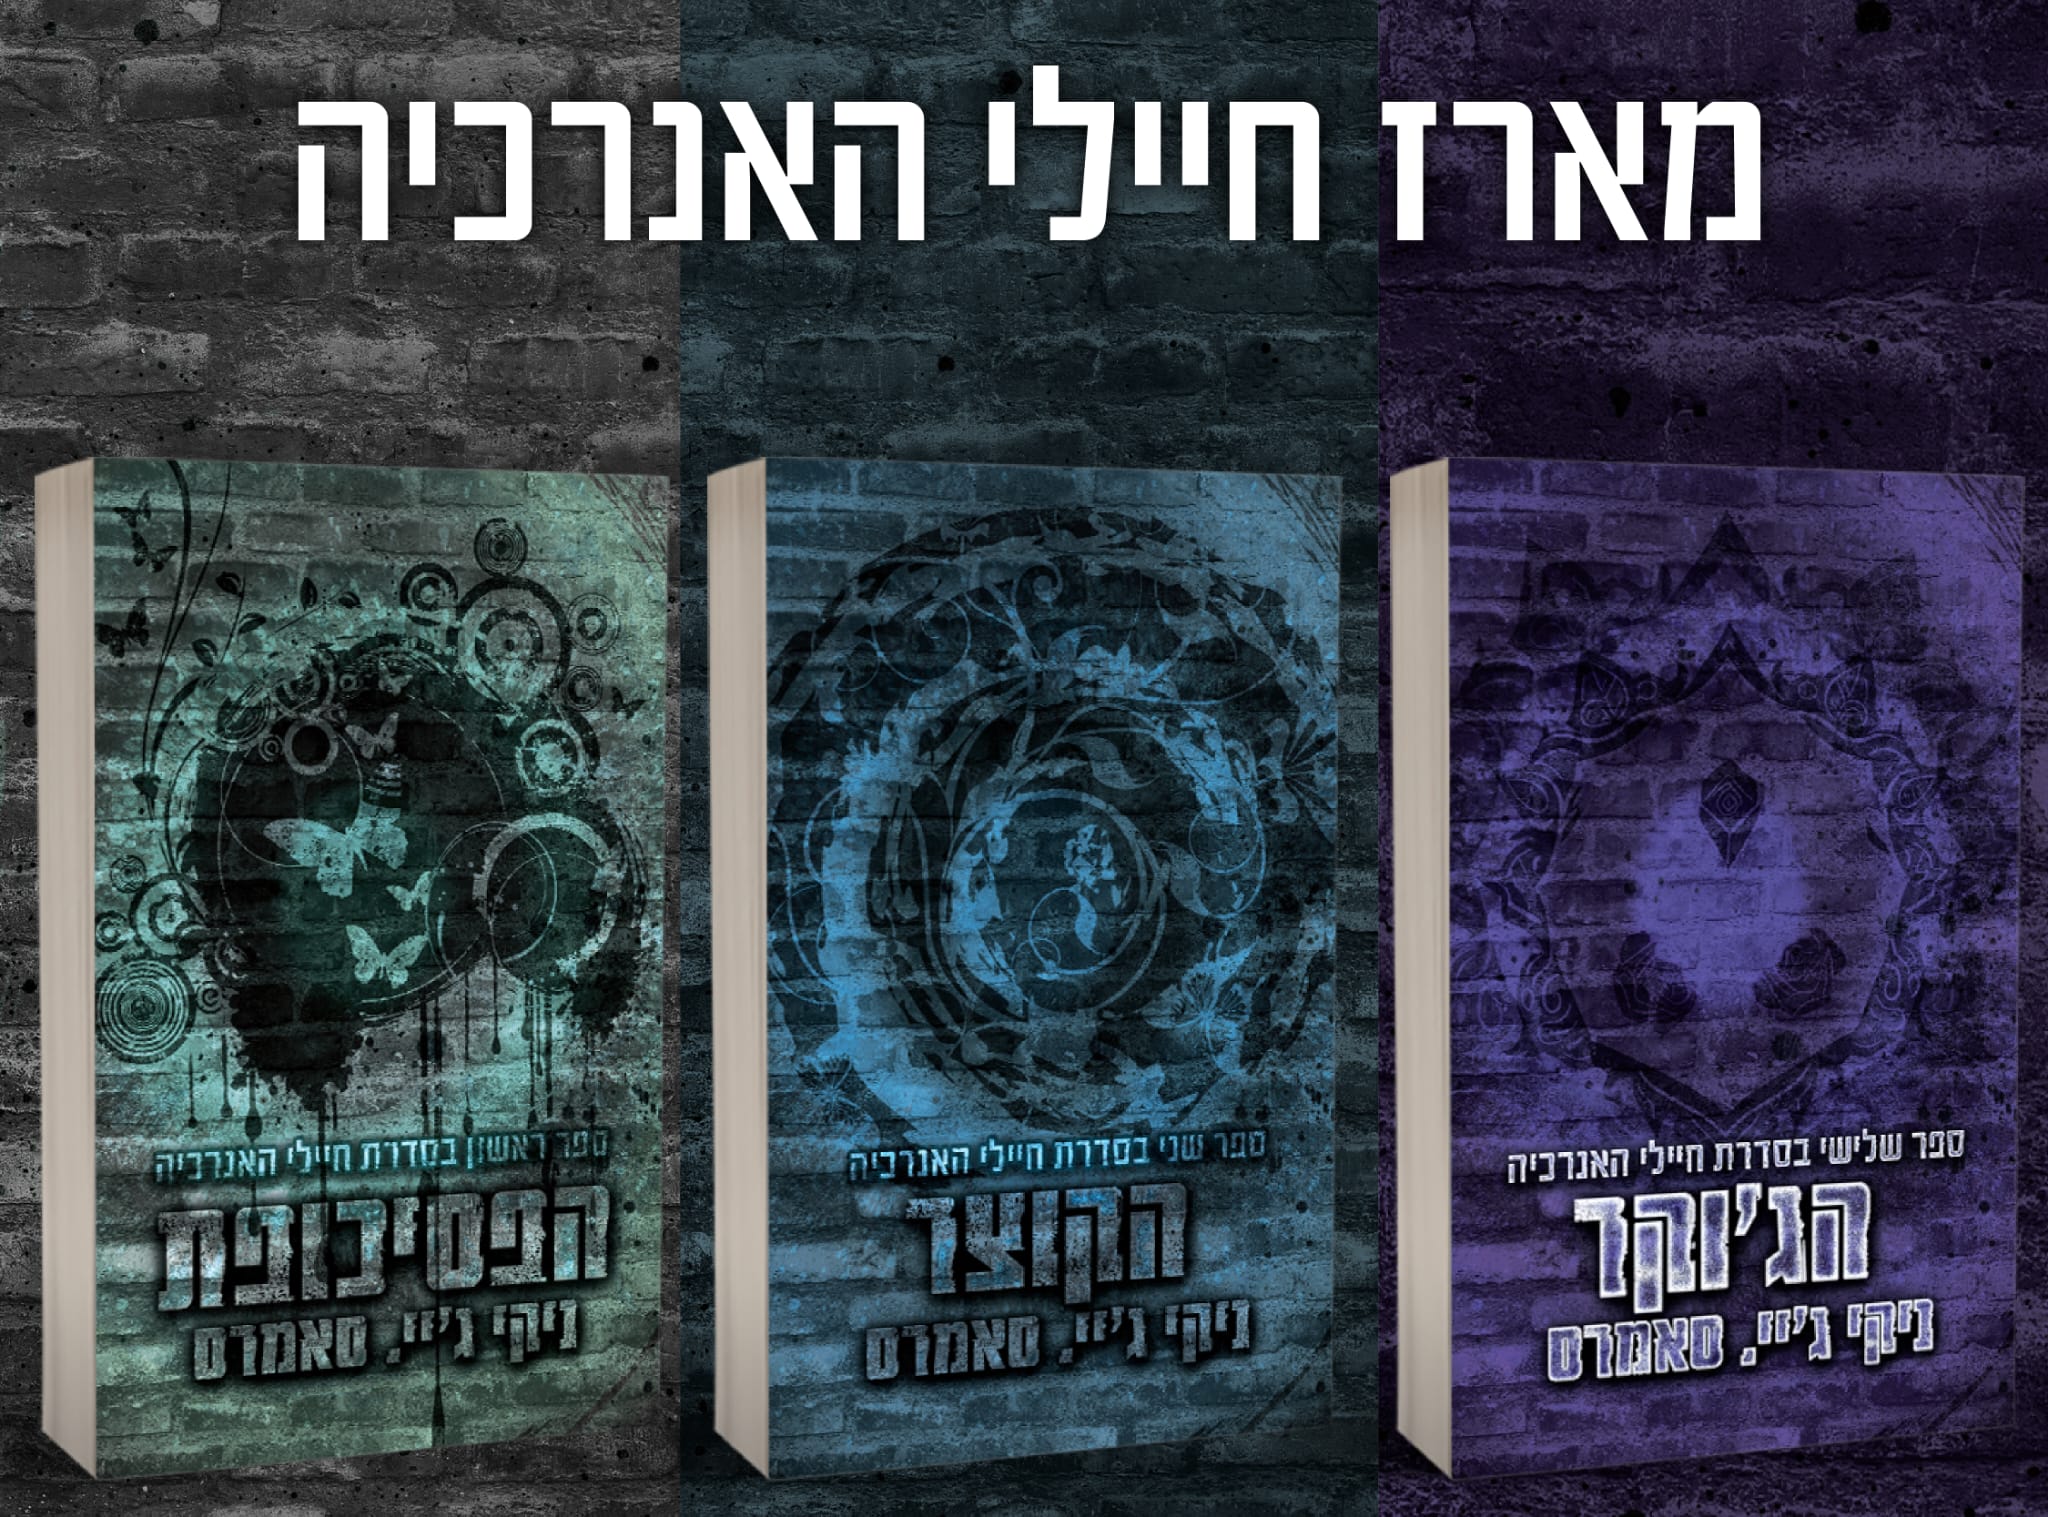 מארז חיילי האנרכיה
ספר ראשון בסדרת חיילי האנרכיה
הפסיכופת
ניקי ג'יי. סאמרס
ספר שני בסדרת חיילי האנרכיה
הקוצר
ניקי ג'יי. סאמרס
ספר שלישי בסדרת חיילי האנרכיה
הג'וקר
ניקי ג'יי. סאמרס